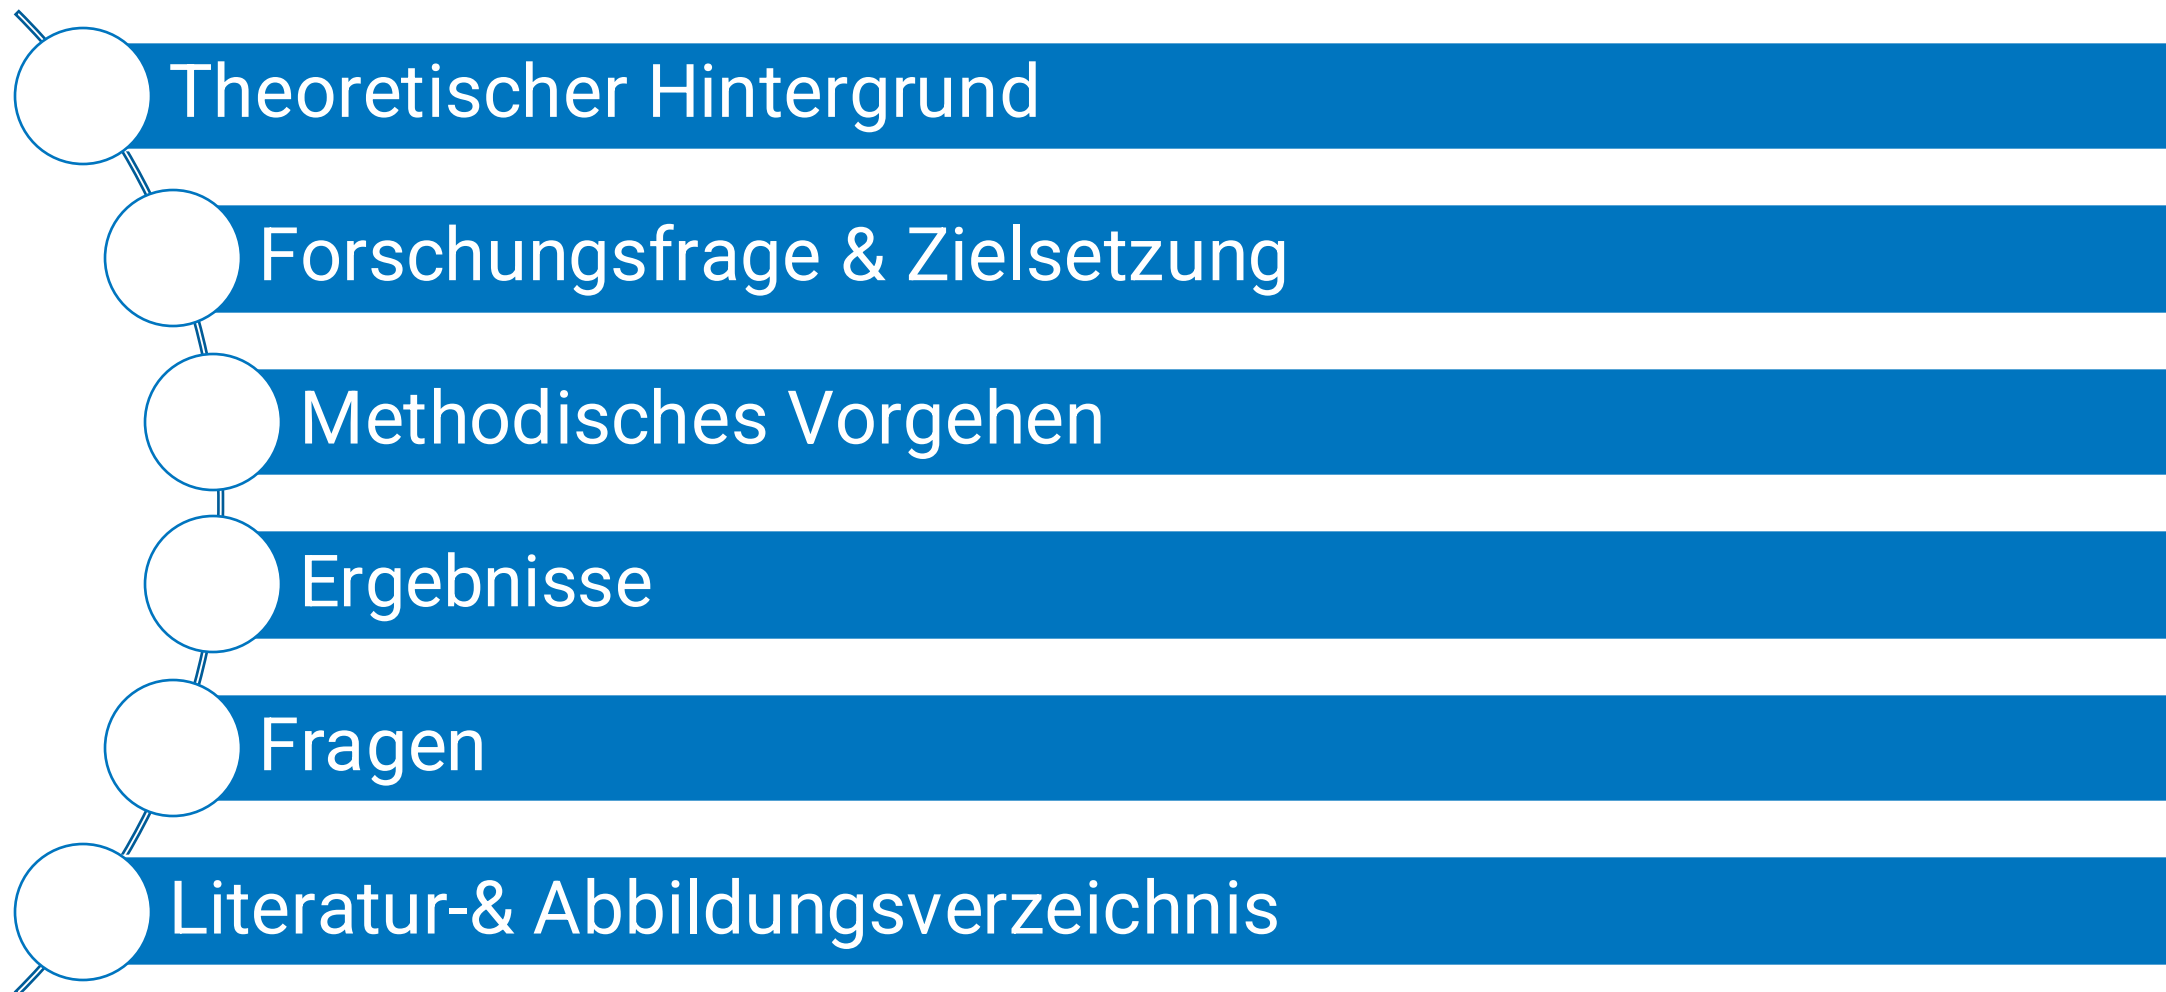 Theoretischer Hintergrund
Forschungsfrage & Zielsetzung
Methodisches Vorgehen
Ergebnisse
Fragen
Literatur-& Abbildungsverzeichnis